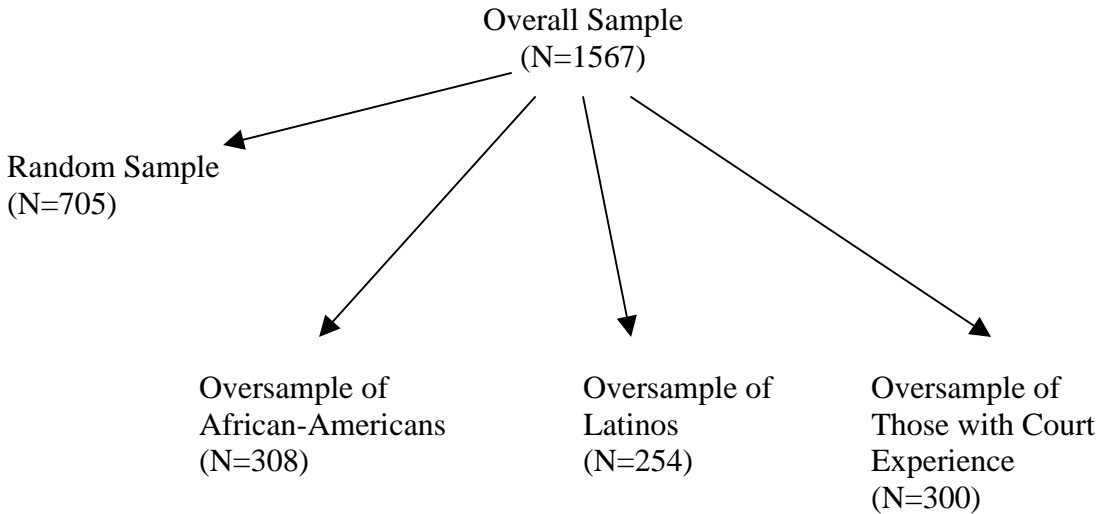 Overall Sample
(N=1567)
Random Sample
(N=705)
Oversample of
African-Americans
(N=308)
Oversample of
Latinos
(N=254)
Oversample of
Those with Court
Experience
(N=300)